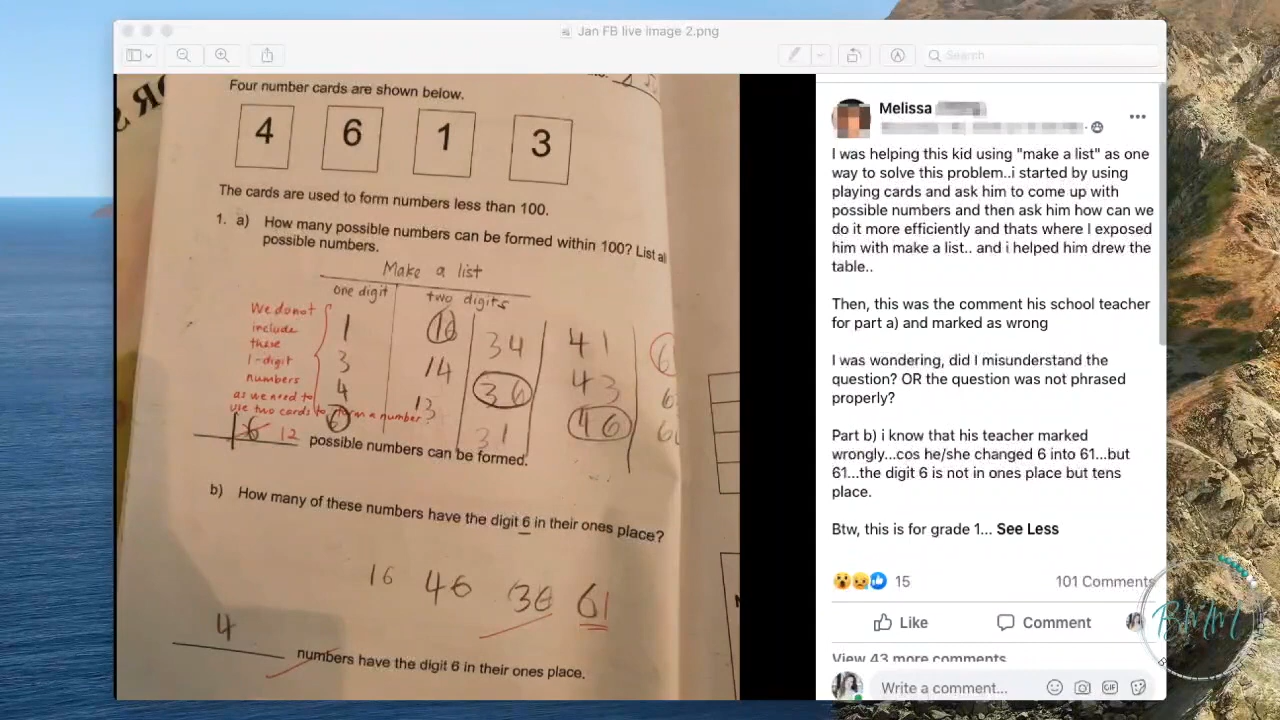 Jan FB live image 2.png
Search
Four number cards are shown below.
4 6 1 3
The cards are used to form numbers less than 100.
1. a) How many possible numbers can be formed within 100? List all
possible numbers.
Make a list
one digit two digits
We do not
include
these
1-digit
numbers
as we need to
use two cards to form a number.
1 16 34 41
3 14 36 43
4 13 31 46
6
16 12 possible numbers can be formed.
b) How many of these numbers have the digit 6 in their ones place?
16 46 36 61
4 numbers have the digit 6 in their ones place.
Melissa
I was helping this kid using "make a list" as one
way to solve this problem..i started by using
playing cards and ask him to come up with
possible numbers and then ask him how can we
do it more efficiently and thats where I exposed
him with make a list.. and i helped him drew the
table..
Then, this was the comment his school teacher
for part a) and marked as wrong
I was wondering, did I misunderstand the
question? OR the question was not phrased
properly?
Part b) i know that his teacher marked
wrongly...cos he/she changed 6 into 61...but
61...the digit 6 is not in ones place but tens
place.
Btw, this is for grade 1... See Less
15 101 Comments
Like Comment
View 43 more comments
Write a comment...
GIF
BMM